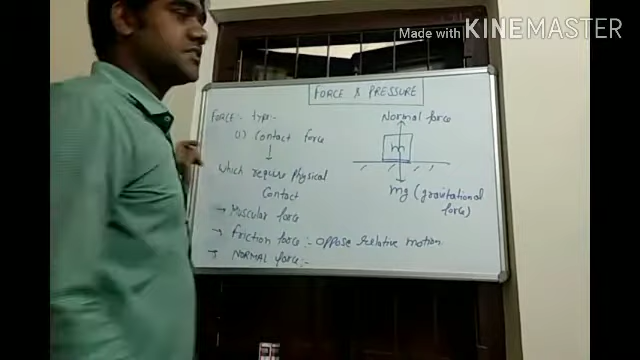 Made with KINEMASTER
FORCE & PRESSURE
FORCE:- type:-
(1) Contact force
Which require Physical
Contact
→ Muscular force
→ Friction force :- oppose relative motion
→ NORMAL force :-
Normal force
m
mg (gravitational
force)